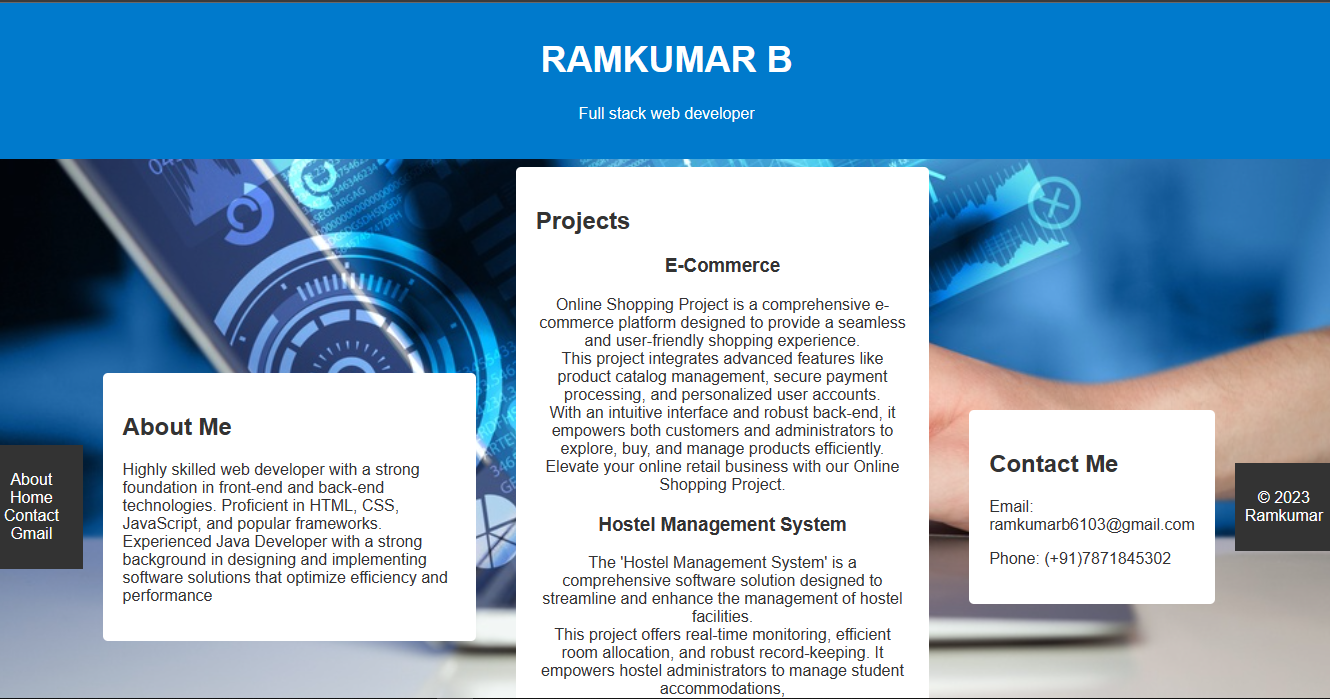 RAMKUMAR B
Full stack web developer
About
Home
Contact
Gmail
About Me
Highly skilled web developer with a strong
foundation in front-end and back-end
technologies. Proficient in HTML, CSS,
JavaScript, and popular frameworks.
Experienced Java Developer with a strong
background in designing and implementing
software solutions that optimize efficiency and
performance
Projects
E-Commerce
Online Shopping Project is a comprehensive e-
commerce platform designed to provide a seamless
and user-friendly shopping experience.
This project integrates advanced features like
product catalog management, secure payment
processing, and personalized user accounts.
With an intuitive interface and robust back-end, it
empowers both customers and administrators to
explore, buy, and manage products efficiently.
Elevate your online retail business with our Online
Shopping Project.
Hostel Management System
The 'Hostel Management System' is a
comprehensive software solution designed to
streamline and enhance the management of hostel
facilities.
This project offers real-time monitoring, efficient
room allocation, and robust record-keeping. It
empowers hostel administrators to manage student
accommodations,
Contact Me
Email:
ramkumarb6103@gmail.com
Phone: (+91)7871845302
© 2023
Ramkumar